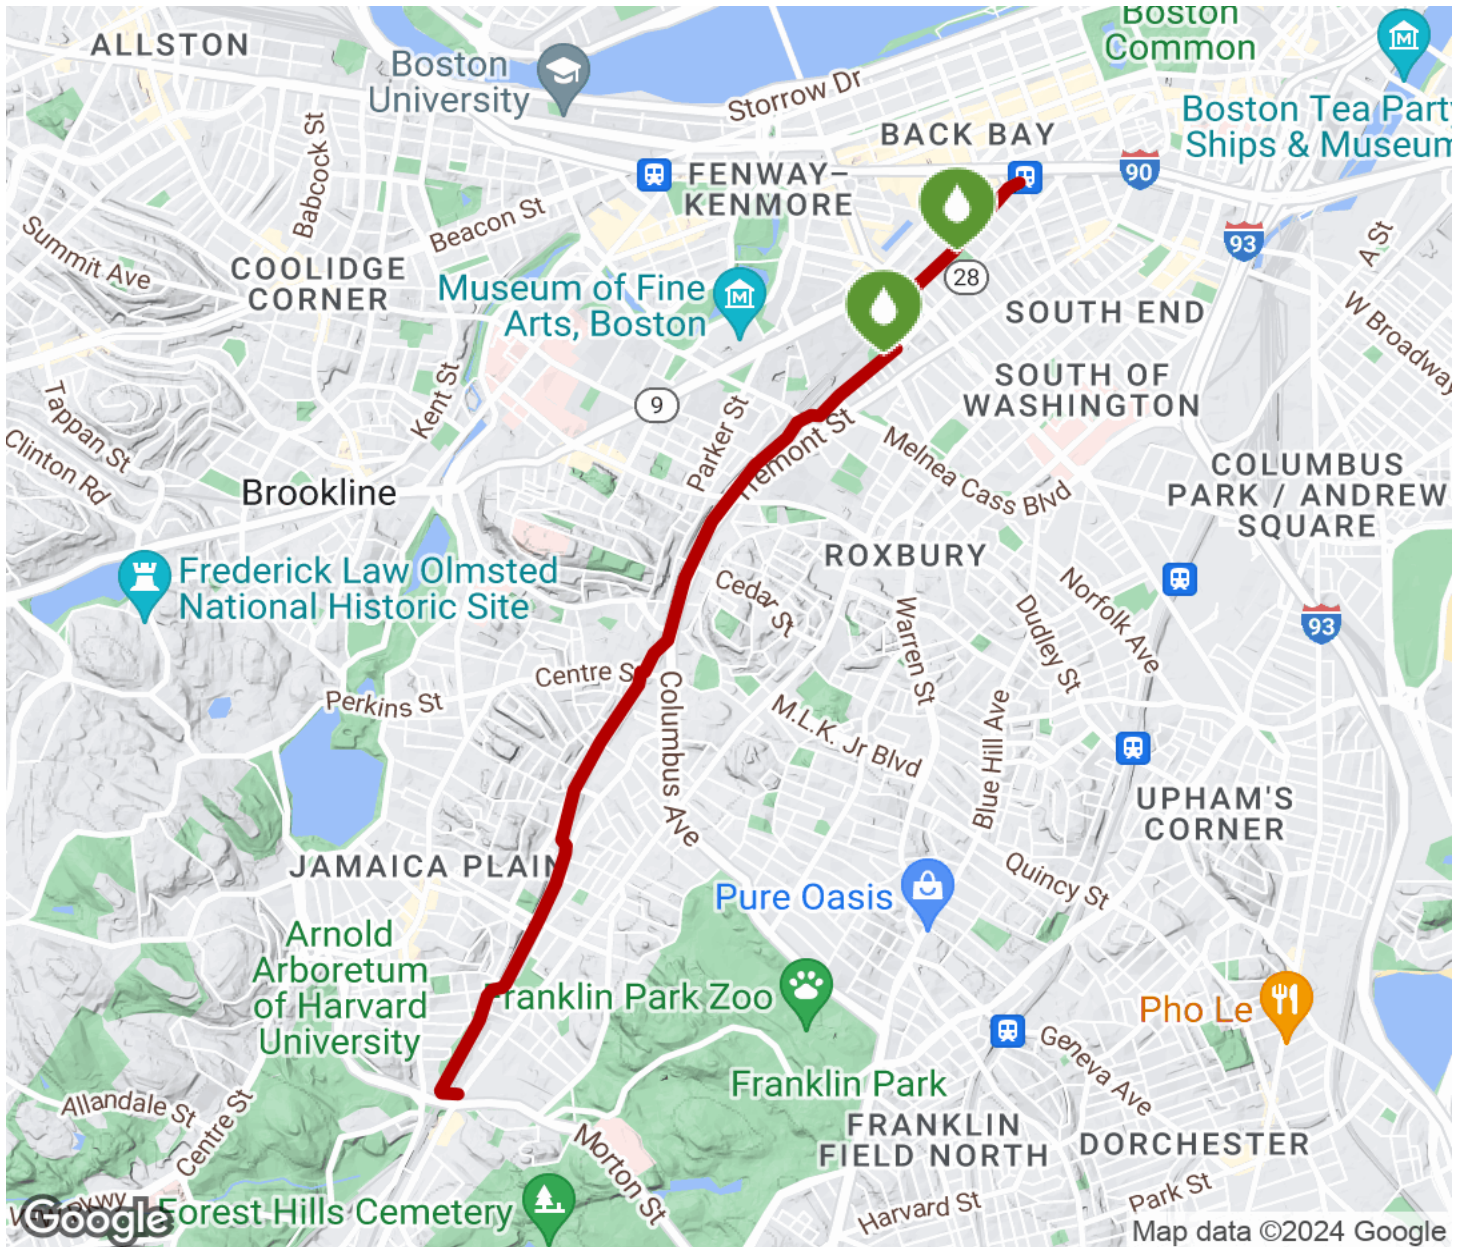 Boston
Common
ALLSTON
Boston
University
Storrow Dr
BACK BAY
Boston Tea Part
Ships & Museum
90
FENWAY–
KENMORE
Babcock St
Beacon St
Summit Ave
93
A St
COOLIDGE
CORNER
28
Museum of Fine
Arts, Boston
SOUTH END
W Broadway
SOUTH OF
WASHINGTON
Tappan St
Kent St
9
Parker St
Tremont St
Melnea Cass Blvd
Clinton Rd
Brookline
COLUMBUS
PARK / ANDREW
SQUARE
ROXBURY
Frederick Law Olmsted
National Historic Site
Cedar St
Warren St
Dudley St
Norfolk Ave
93
Centre S
Perkins St
Columbus Ave
M.L.K. Jr Blvd
Blue Hill Ave
UPHAM'S
CORNER
JAMAICA PLAIN
Quincy St
Pure Oasis
Arnold
Arboretum
of Harvard
University
Franklin Park Zoo
Pho Le
Geneva Ave
Franklin Park
Allandale St
Centre St
FRANKLIN
FIELD NORTH
DORCHESTER
Morton St
Park St
Harvard St
Forest Hills Cemetery
Google
Map data ©2024 Google